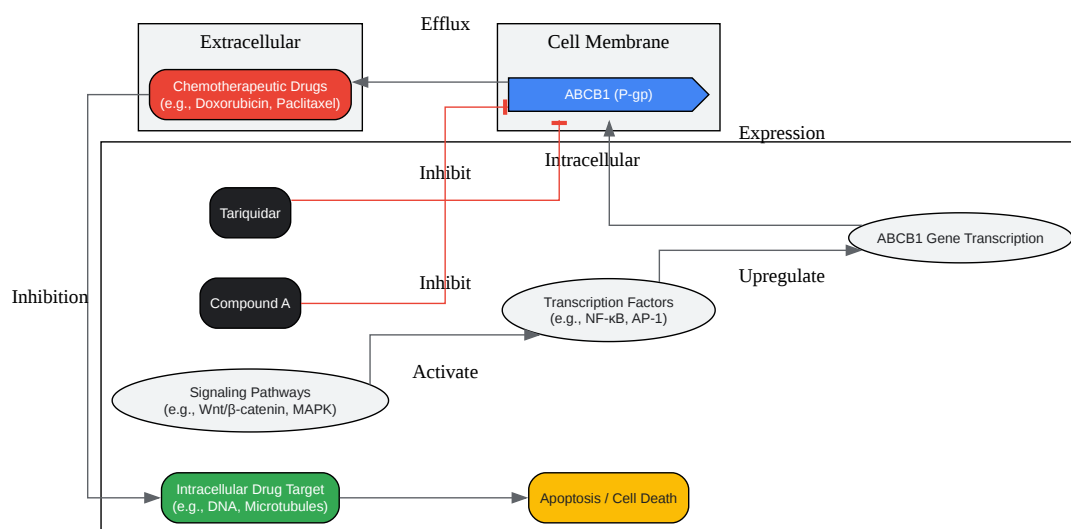 Efflux
Extracellular
Cell Membrane
Chemotherapeutic Drugs
(e.g., Doxorubicin, Paclitaxel)
ABCB1 (P-gp)
Expression
Intracellular
Inhibit
Tariquidar
ABCB1 Gene Transcription
Upregulate
Inhibit
Inhibition
Compound A
Transcription Factors
(e.g., NF-κB, AP-1)
Activate
Signaling Pathways
(e.g., Wnt/β-catenin, MAPK)
Intracellular Drug Target
(e.g., DNA, Microtubules)
Apoptosis / Cell Death